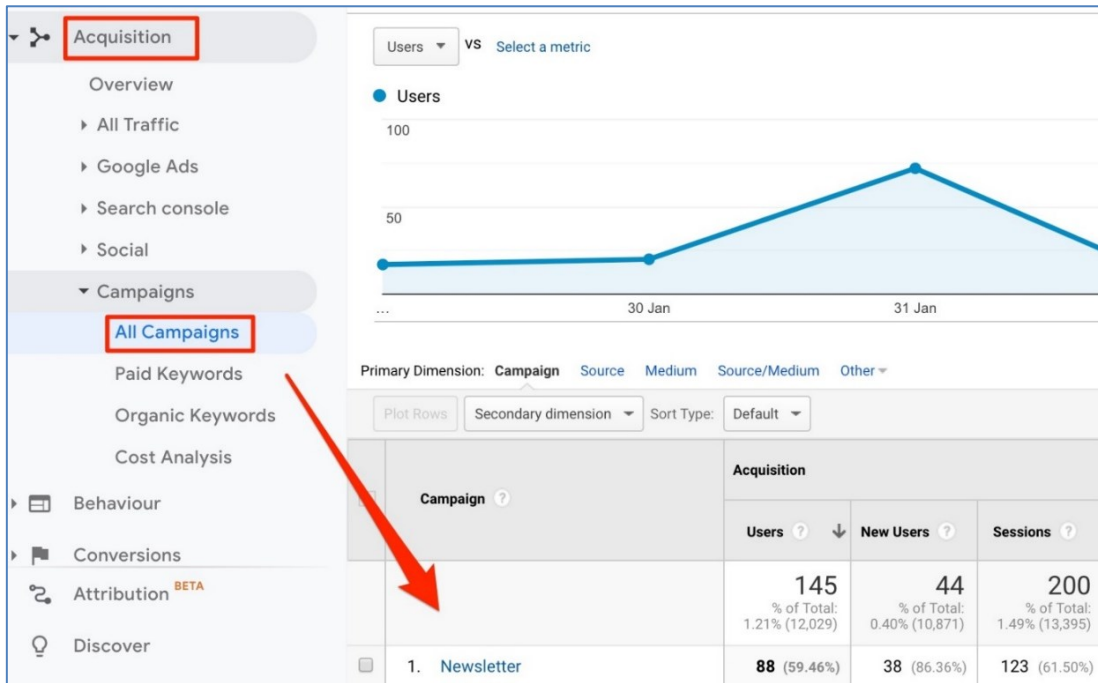 Acquisition
Overview
All Traffic
Google Ads
Search console
Social
Campaigns
All Campaigns
Paid Keywords
Organic Keywords
Cost Analysis
Behaviour
Conversions
Attribution BETA
Discover
Users VS Select a metric
Users
100
50
... 30 Jan 31 Jan
Primary Dimension: Campaign Source Medium Source/Medium Other
Plot Rows Secondary dimension Sort Type: Default
Campaign ? Acquisition
Users ? New Users ? Sessions ?
145 44 200
% of Total: % of Total: % of Total:
1.21% (12,029) 0.40% (10,871) 1.49% (13,395)
1. Newsletter 88 (59.46%) 38 (86.36%) 123 (61.50%)